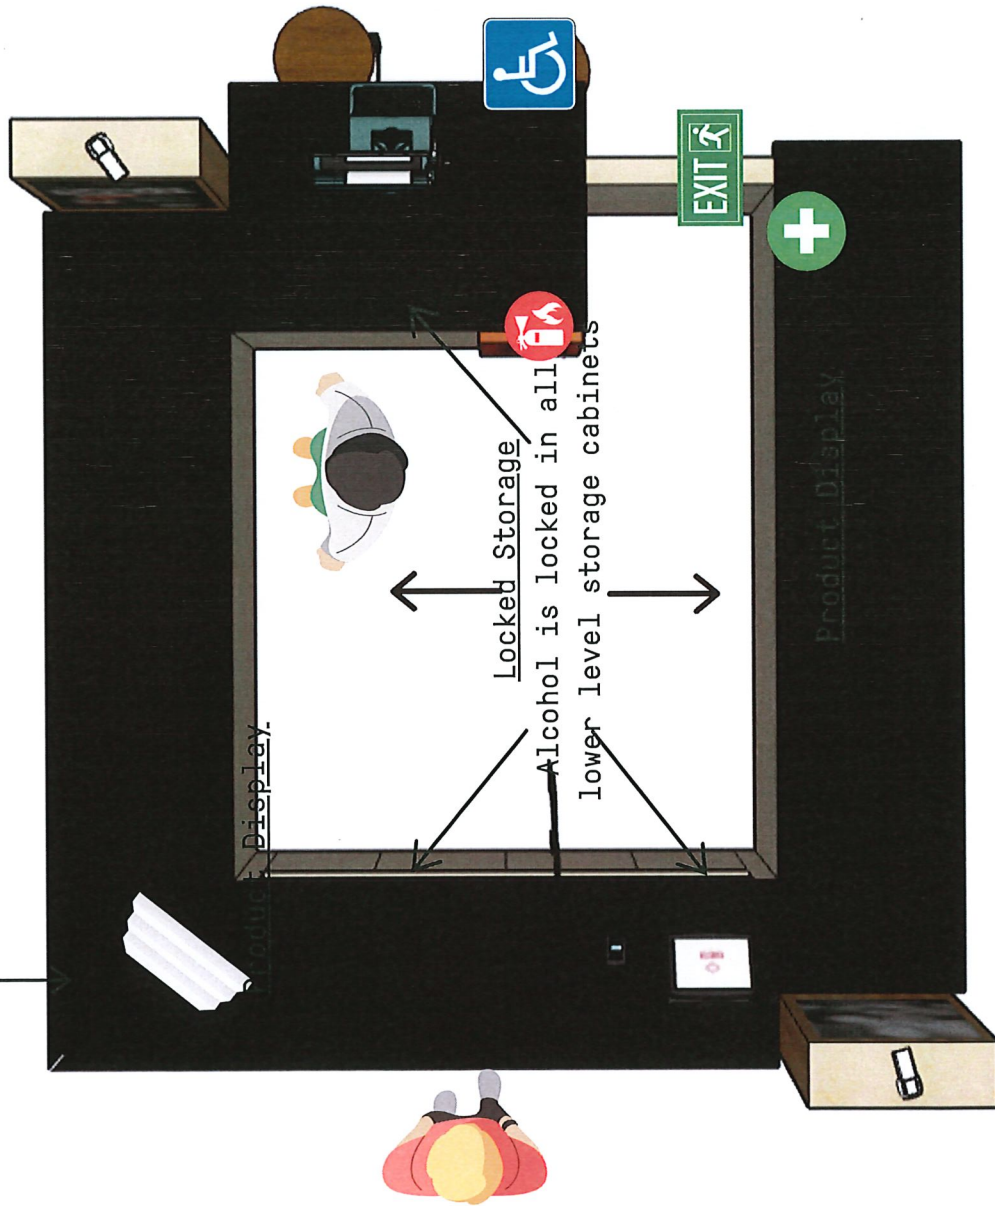 EXIT
Product Display
Locked Storage
Alcohol is locked in all
lower level storage cabinets
Product Display